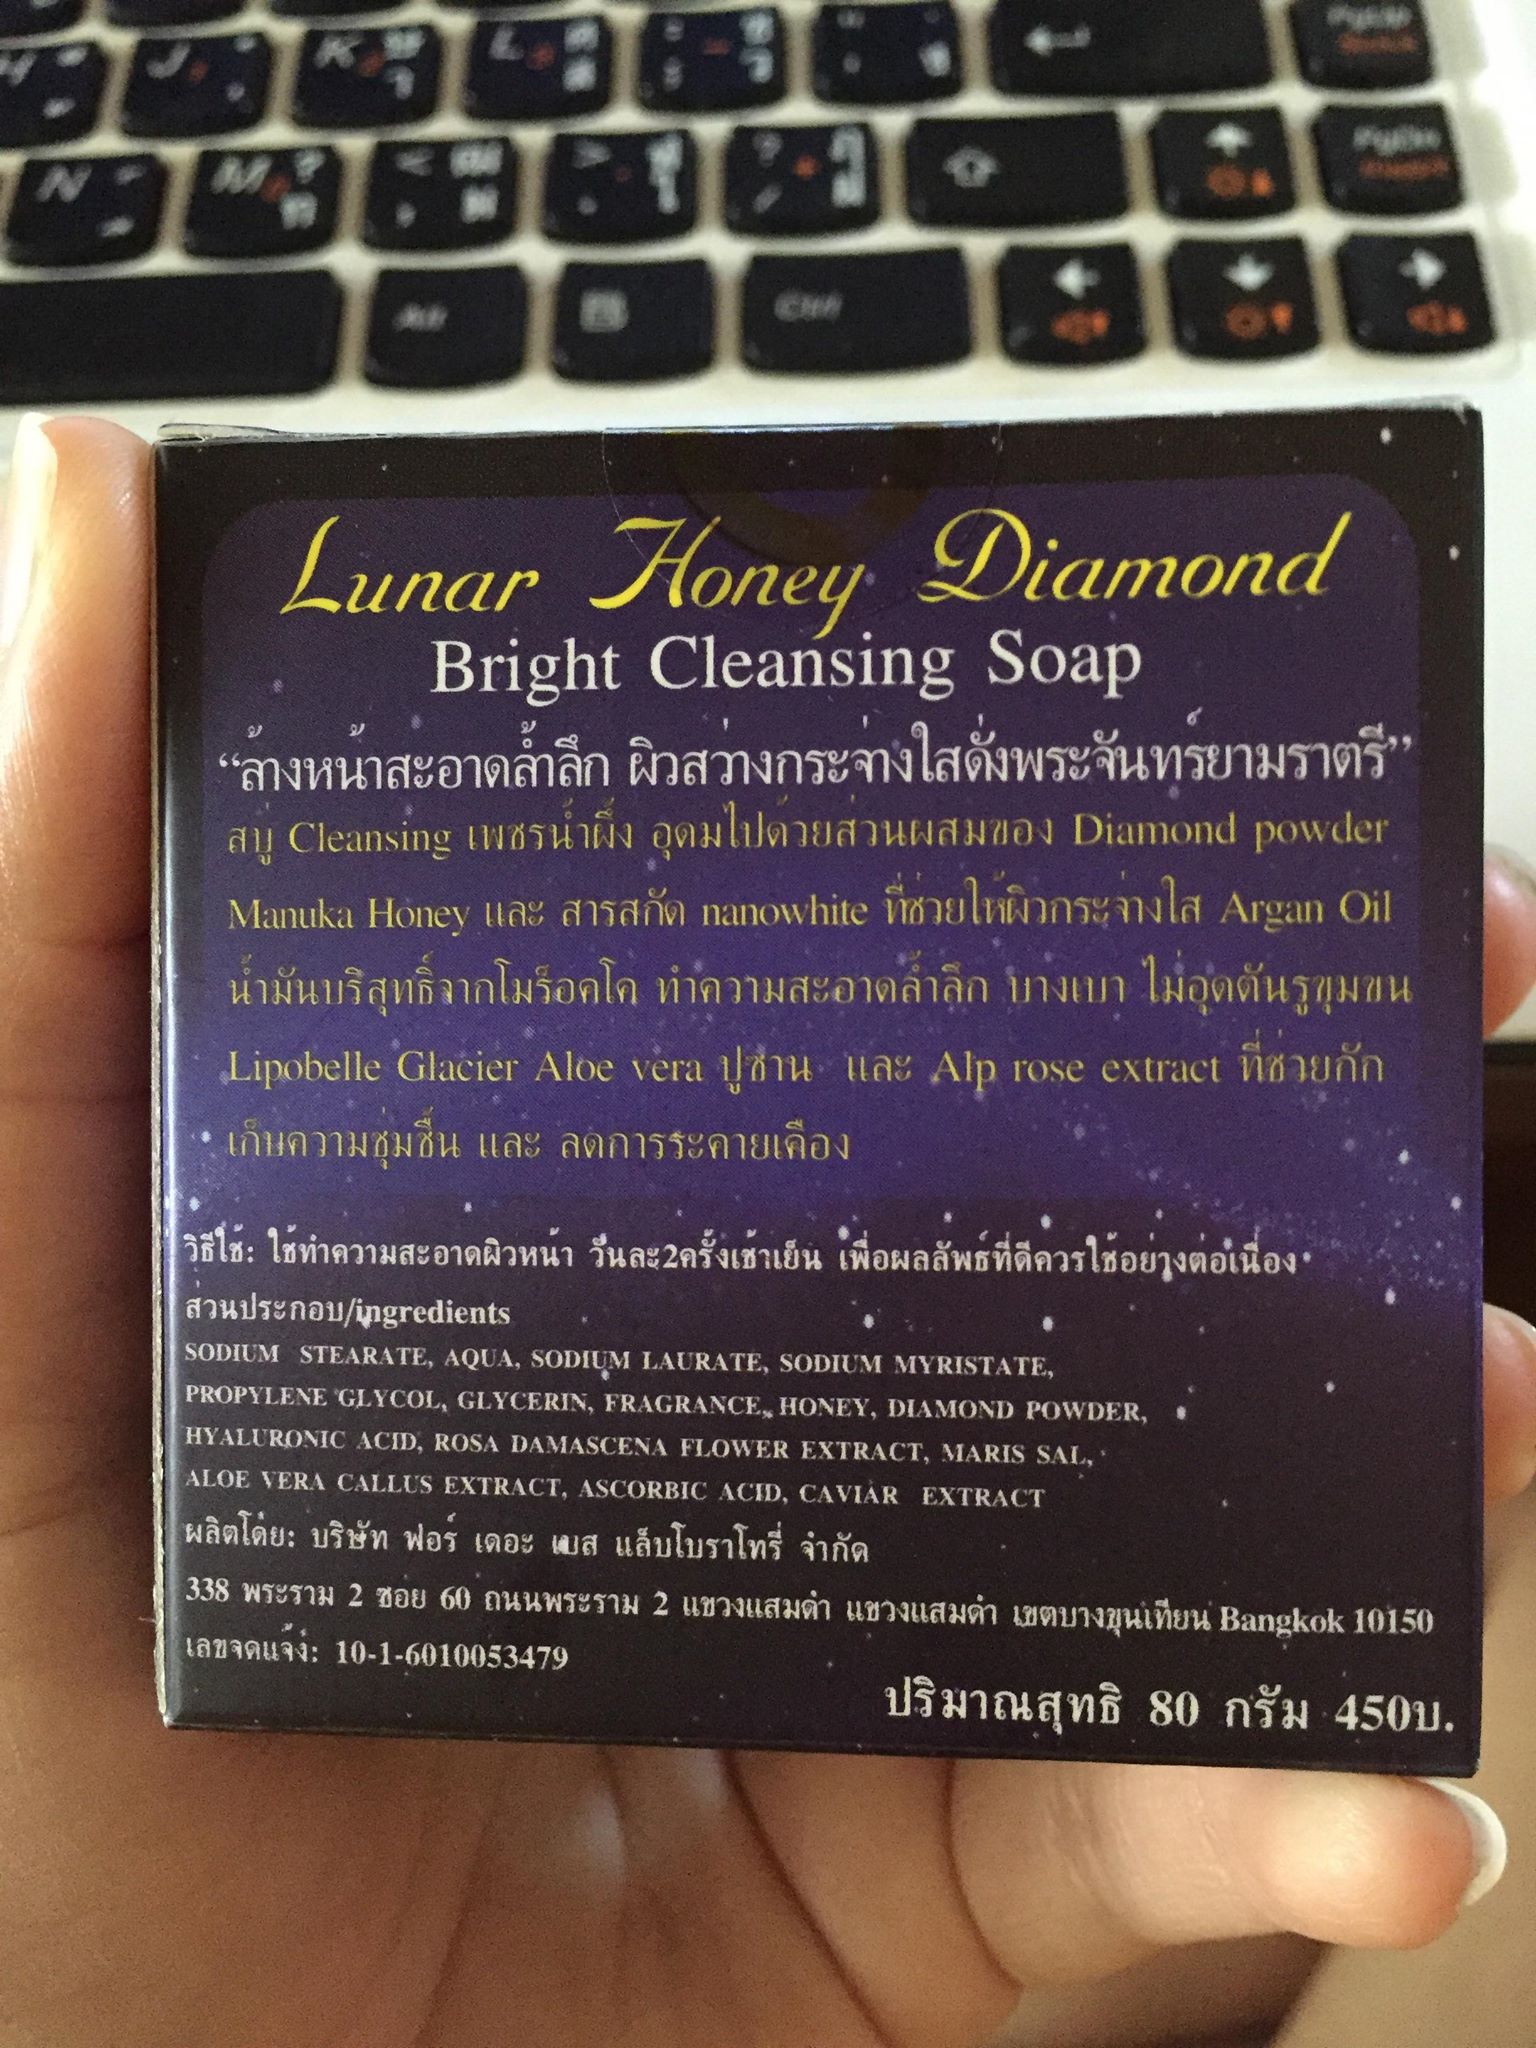 H
J
K
ษ
า
L
ศ
ส
ซ
ว
N
M
?
ท
<
ฒ
,
ม
>
ฬ
.
ใ
?
ฦ
/
ฝ
Alt
Ctrl
PgUp
PgDn
Lunar Honey Diamond
Bright Cleansing Soap
“ล้างหน้าสะอาดล้ำลึก ผิวสว่างกระจ่างใสดั่งพระจันทร์ยามราตรี”
สบู่ Cleansing เพชรน้ำผึ้ง อุดมไปด้วยส่วนผสมของ Diamond powder
Manuka Honey และ สารสกัด nanowhite ที่ช่วยให้ผิวกระจ่างใส Argan Oil
น้ำมันบริสุทธิ์จากโมร็อคโค ทำความสะอาดล้ำลึก บางเบา ไม่อุดตันรูขุมขน
Lipobelle Glacier Aloe vera ปูซาน และ Alp rose extract ที่ช่วยกัก
เก็บความชุ่มชื้น และ ลดการระคายเคือง
วิธีใช้: ใช้ทำความสะอาดผิวหน้า วันละ2ครั้งเช้าเย็น เพื่อผลลัพธ์ที่ดีควรใช้อย่างต่อเนื่อง
ส่วนประกอบ/ingredients
SODIUM STEARATE, AQUA, SODIUM LAURATE, SODIUM MYRISTATE,
PROPYLENE GLYCOL, GLYCERIN, FRAGRANCE, HONEY, DIAMOND POWDER,
HYALURONIC ACID, ROSA DAMASCENA FLOWER EXTRACT, MARIS SAL,
ALOE VERA CALLUS EXTRACT, ASCORBIC ACID, CAVIAR EXTRACT
ผลิตโดย: บริษัท ฟอร์ เดอะ เบส แล็บโบราโทรี่ จำกัด
338 พระราม 2 ซอย 60 ถนนพระราม 2 แขวงแสมดำ แขวงแสมดำ เขตบางขุนเทียน Bangkok 10150
เลขจดแจ้ง: 10-1-6010053479
ปริมาณสุทธิ 80 กรัม 450บ.